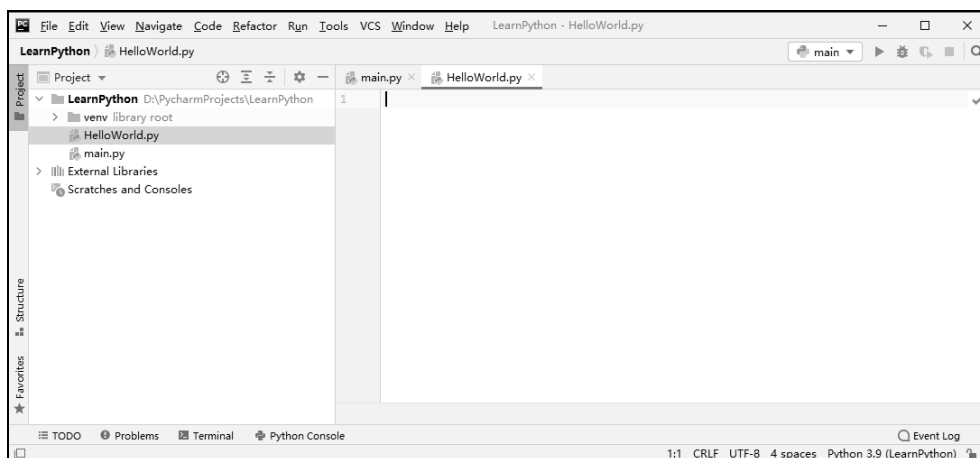 PC File Edit View Navigate Code Refactor Run Tools VCS Window Help LearnPython - HelloWorld.py
LearnPython HelloWorld.py main
Project
Project main.py HelloWorld.py
LearnPython D:\PycharmProjects\LearnPython 1
venv library root
HelloWorld.py
main.py
External Libraries
Scratches and Consoles
Structure
Favorites
TODO Problems Terminal Python Console Event Log
1:1 CRLF UTF-8 4 spaces Python 3.9 (LearnPython)